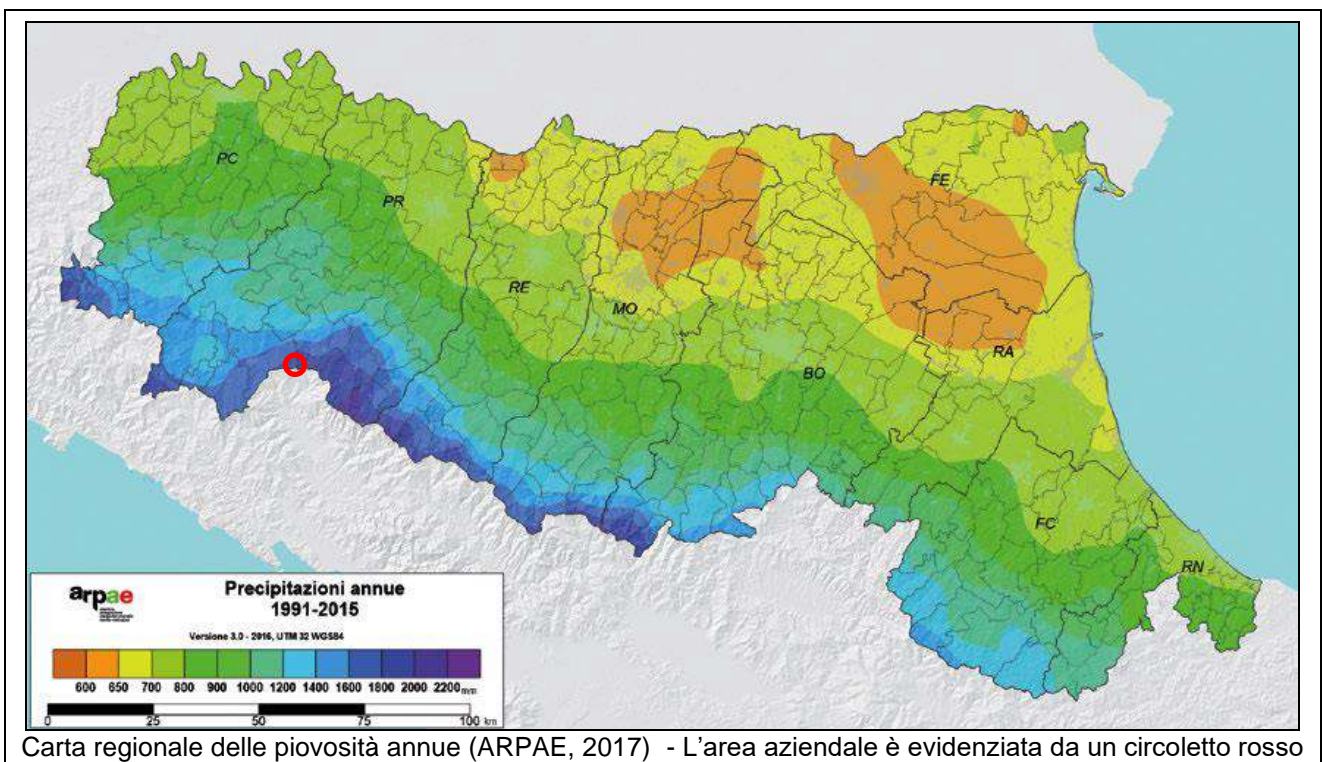 PC
PR
RE
MO
FE
RA
BO
FC
RN
arpae
Precipitazioni annue
1991-2015
Versione 3.0 - 2016, UTM 32 WGS84
600 650 700 800 900 1000 1200 1400 1600 1800 2000 2200 mm
0 25 50 75 100 km
Carta regionale delle piovosità annue (ARPAE, 2017) - L'area aziendale è evidenziata da un circoletto rosso